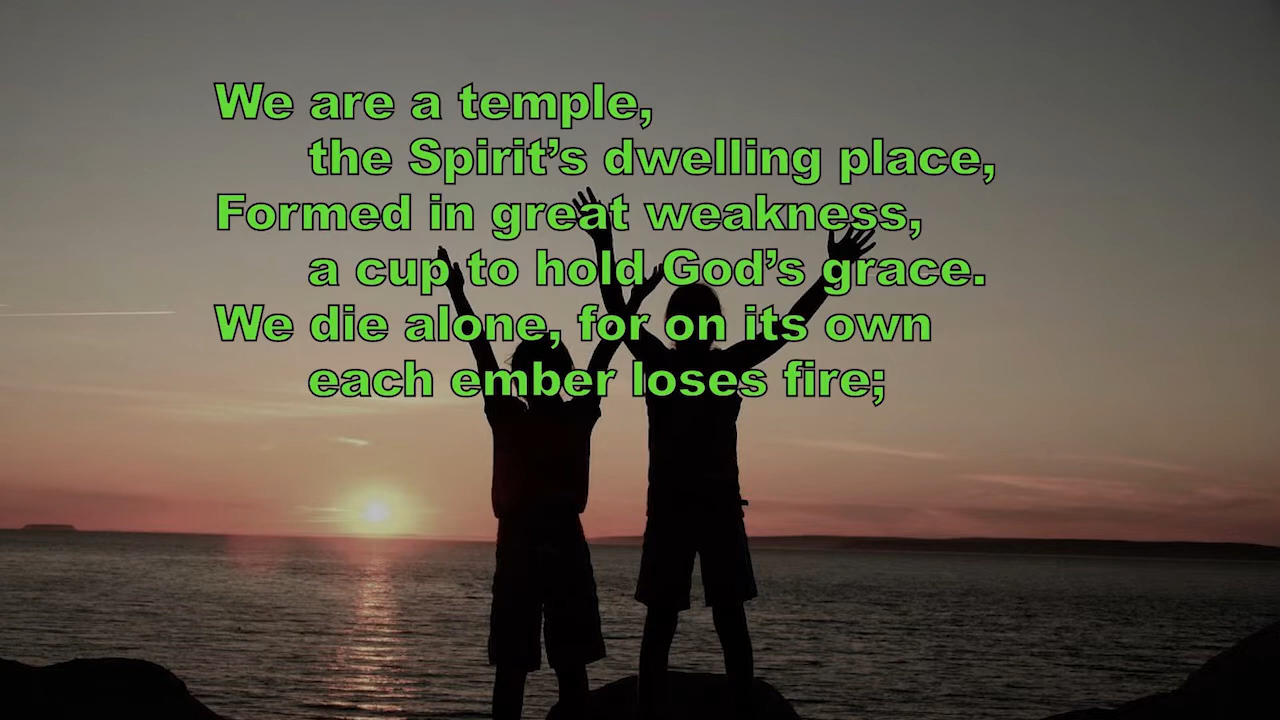 We are a temple,
the Spirit’s dwelling place,
Formed in great weakness,
a cup to hold God’s grace.
We die alone, for on its own
each ember loses fire;